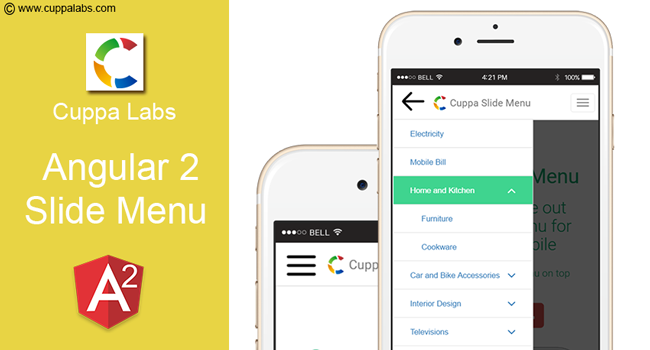 © www.cuppalabs.com
Cuppa Labs
Angular 2
Slide Menu
A2
BELL
Cuppa
BELL 4:21 PM 100%
Cuppa Slide Menu
Electricity
Mobile Bill
Home and Kitchen
Furniture
Cookware
Car and Bike Accessories
Interior Design
Televisions
Menu
out
nu for
bile
nu on top